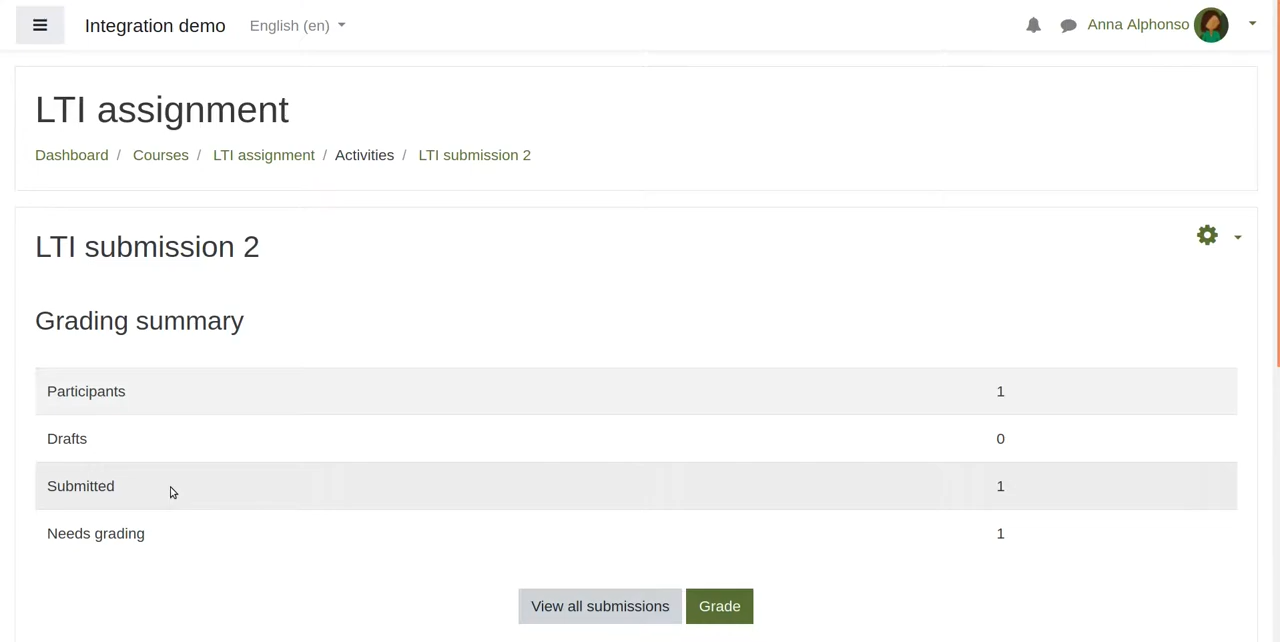 Integration demo English (en) Anna Alphonso
LTI assignment
Dashboard / Courses / LTI assignment / Activities / LTI submission 2
LTI submission 2
Grading summary
Participants 1
Drafts 0
Submitted 1
Needs grading 1
View all submissions Grade